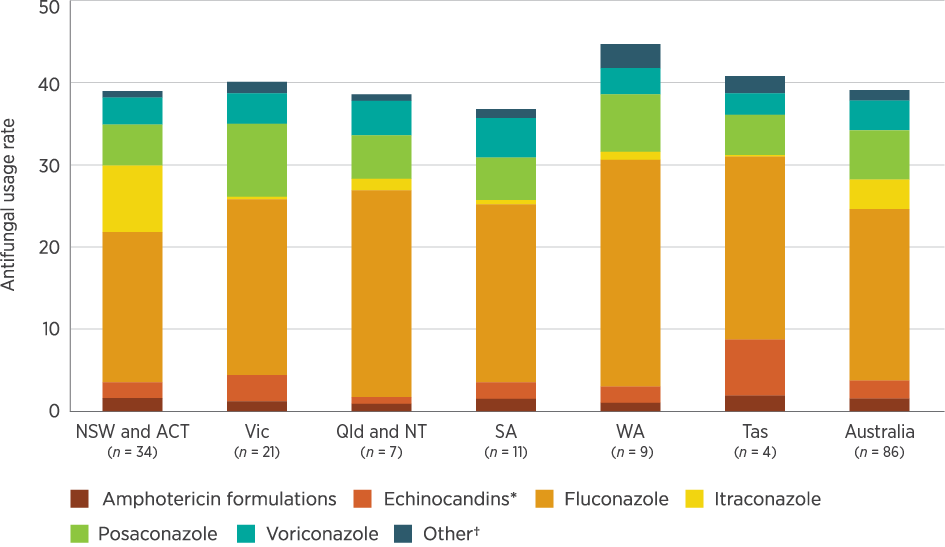 50
40
30
20
10
0
Antifungal usage rate
NSW and ACT
(n = 34)
Vic
(n = 21)
Qld and NT
(n = 7)
SA
(n = 11)
WA
(n = 9)
Tas
(n = 4)
Australia
(n = 86)
Amphotericin formulations
Echinocandins*
Fluconazole
Itraconazole
Posaconazole
Voriconazole
Other†